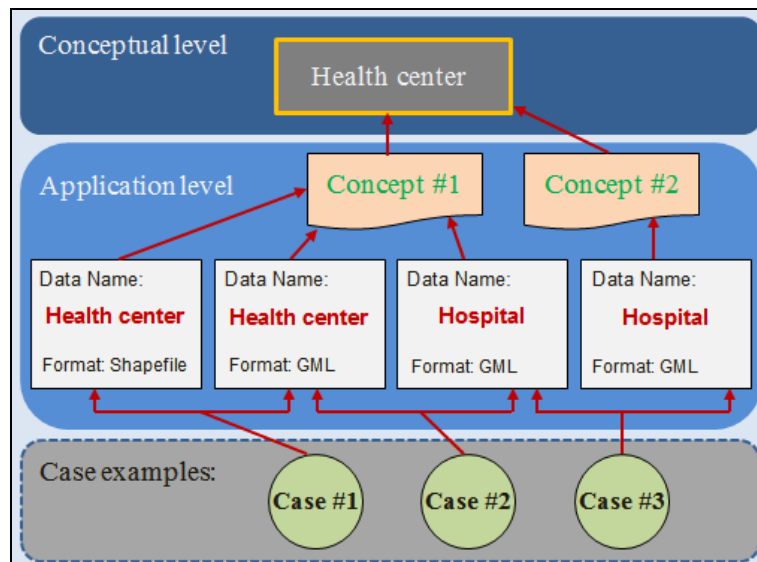 Conceptual level
Health center
Application level
Concept #1
Concept #2
Data Name:
Health center
Format: Shapefile
Data Name:
Health center
Format: GML
Data Name:
Hospital
Format: GML
Data Name:
Hospital
Format: GML
Case examples:
Case #1
Case #2
Case #3